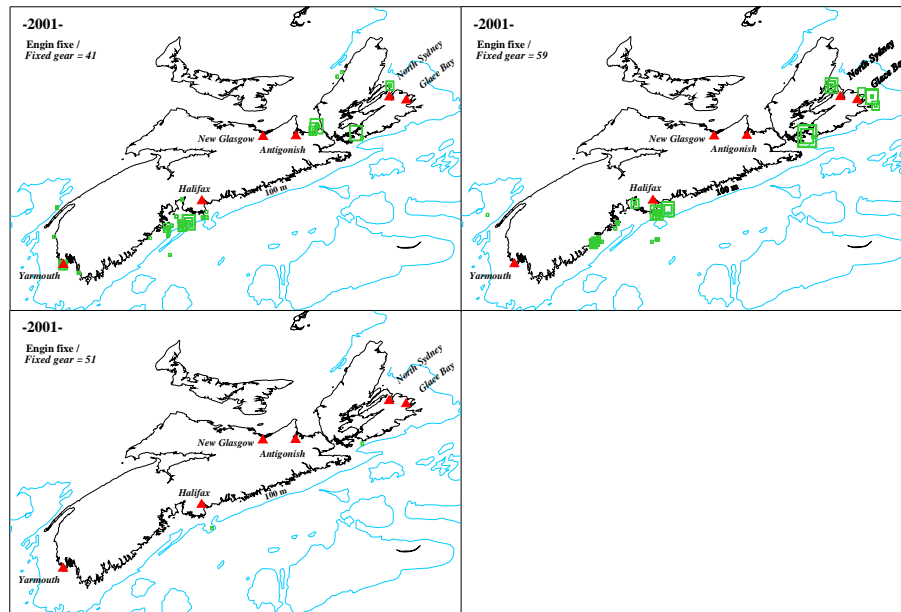 -2001-
Engin fixe /
Fixed gear = 41
North Sydney
Glace Bay
New Glasgow
Antigonish
Halifax
100 m
Yarmouth
-2001-
Engin fixe /
Fixed gear = 59
North Sydney
Glace Bay
New Glasgow
Antigonish
Halifax
100 m
Yarmouth
-2001-
Engin fixe /
Fixed gear = 51
North Sydney
Glace Bay
New Glasgow
Antigonish
Halifax
100 m
Yarmouth